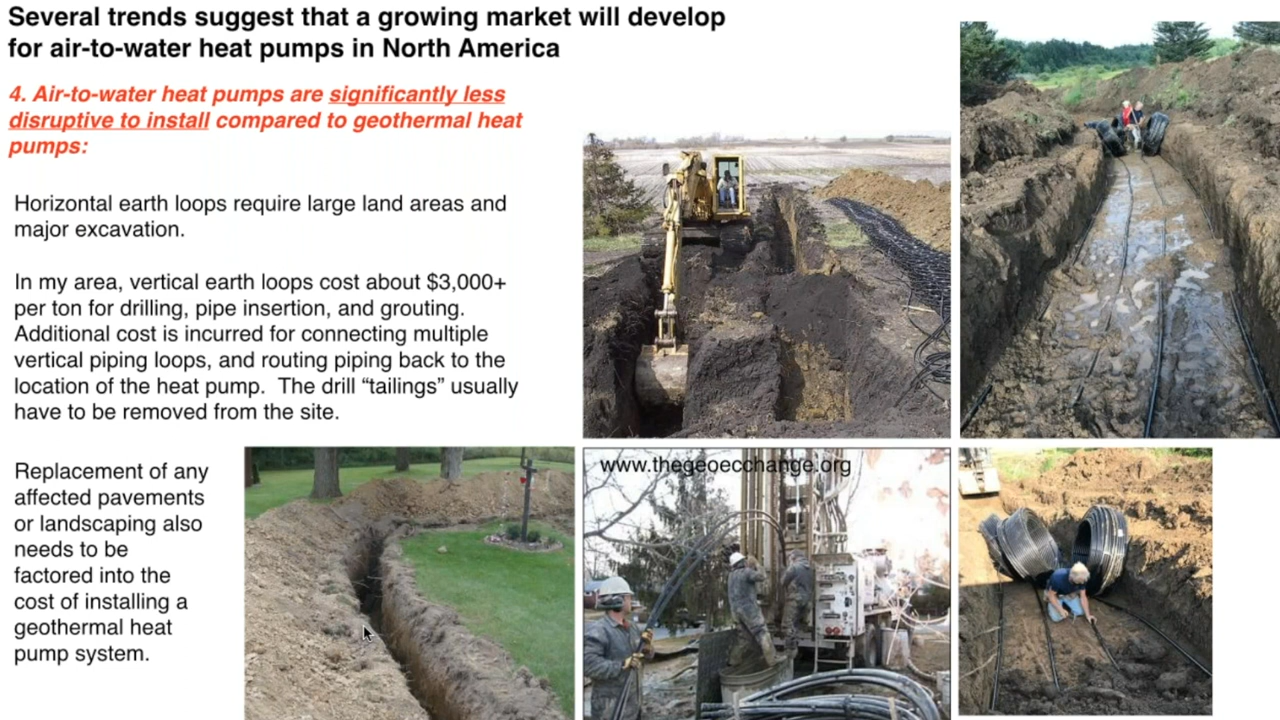 Several trends suggest that a growing market will develop
for air-to-water heat pumps in North America
4. Air-to-water heat pumps are significantly less
disruptive to install compared to geothermal heat
pumps:
Horizontal earth loops require large land areas and
major excavation.
In my area, vertical earth loops cost about $3,000+
per ton for drilling, pipe insertion, and grouting.
Additional cost is incurred for connecting multiple
vertical piping loops, and routing piping back to the
location of the heat pump.  The drill “tailings” usually
have to be removed from the site.
Replacement of any
affected pavements
or landscaping also
needs to be
factored into the
cost of installing a
geothermal heat
pump system.
www.thegeoecchange.org